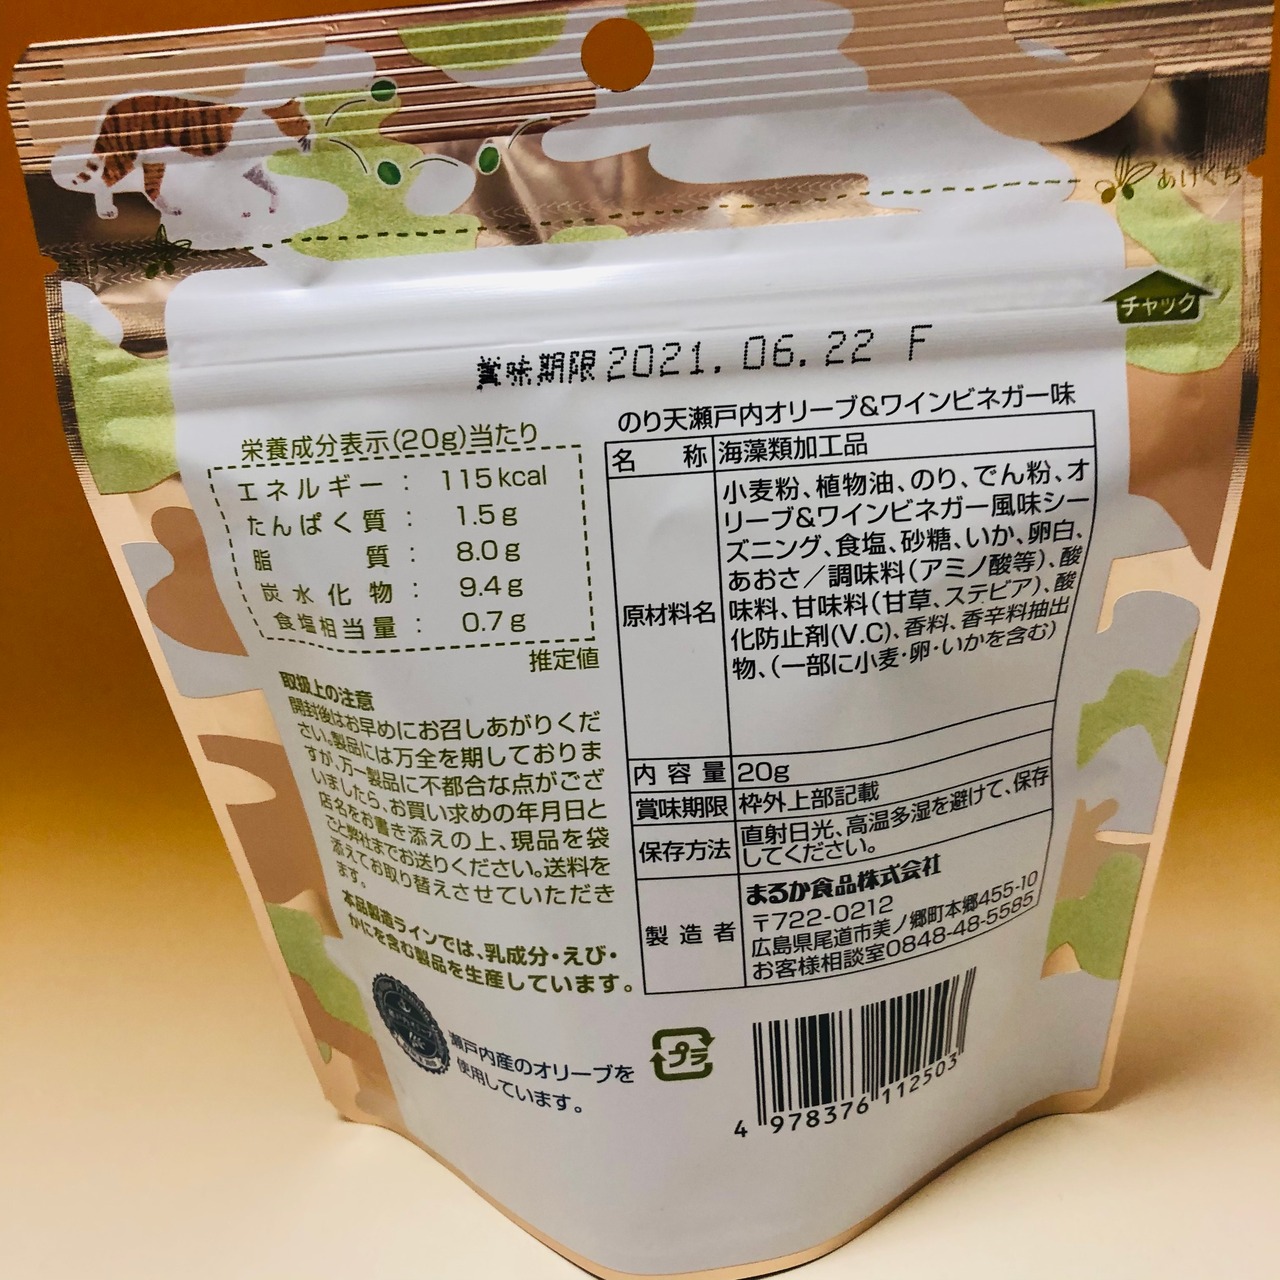 あけくち
チャック
賞味期限 2021. 06. 22 F
栄養成分表示(20g)当たり
エネルギー : 115kcal
たんぱく質 : 1.5g
脂質 : 8.0g
炭水化物 : 9.4g
食塩相当量 : 0.7g
推定値
取扱上の注意
開封後はお早めにお召しあがりくだ
さい。製品には万全を期しておりま
すが、万一製品に不都合な点がござ
いましたら、お買い求めの年月日と
店名をお書き添えの上、現品を袋
ごと弊社までお送りください。送料を
添えてお取り替えさせていただき
ます。
本品製造ラインでは、乳成分・えび・
かにを含む製品を生産しています。
瀬戸内産のオリーブを
使用しています。
のり天瀬戸内オリーブ&ワインビネガー味
名称 海藻類加工品
原材料名 小麦粉、植物油、のり、でん粉、オ
リーブ&ワインビネガー風味シー
ズニング、食塩、砂糖、いか、卵白、
あおさ／調味料(アミノ酸等)、酸
味料、甘味料(甘草、ステビア)、酸
化防止剤(V.C)、香料、香辛料抽出
物、(一部に小麦・卵・いかを含む)
内容量 20g
賞味期限 枠外上部記載
保存方法 直射日光、高温多湿を避けて、保存
してください。
製造者 まるか食品株式会社
〒722-0212
広島県尾道市美ノ郷町本郷455-10
お客様相談室0848-48-5585
プラ
4 978376 112503